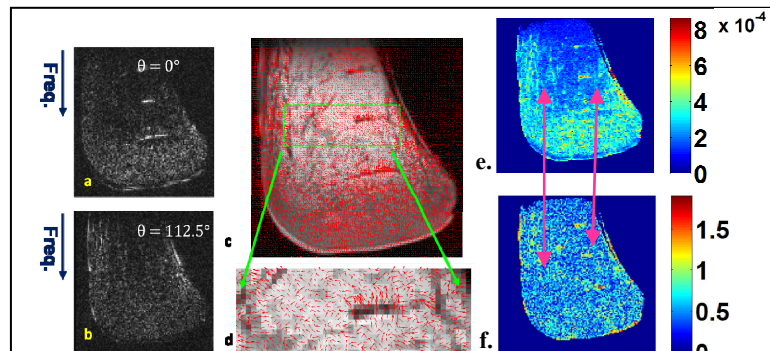 Freq.
θ = 0°
a
Freq.
θ = 112.5°
b
c
d
e.
x 10⁻⁴
8
6
4
2
0
f.
1.5
1
0.5
0